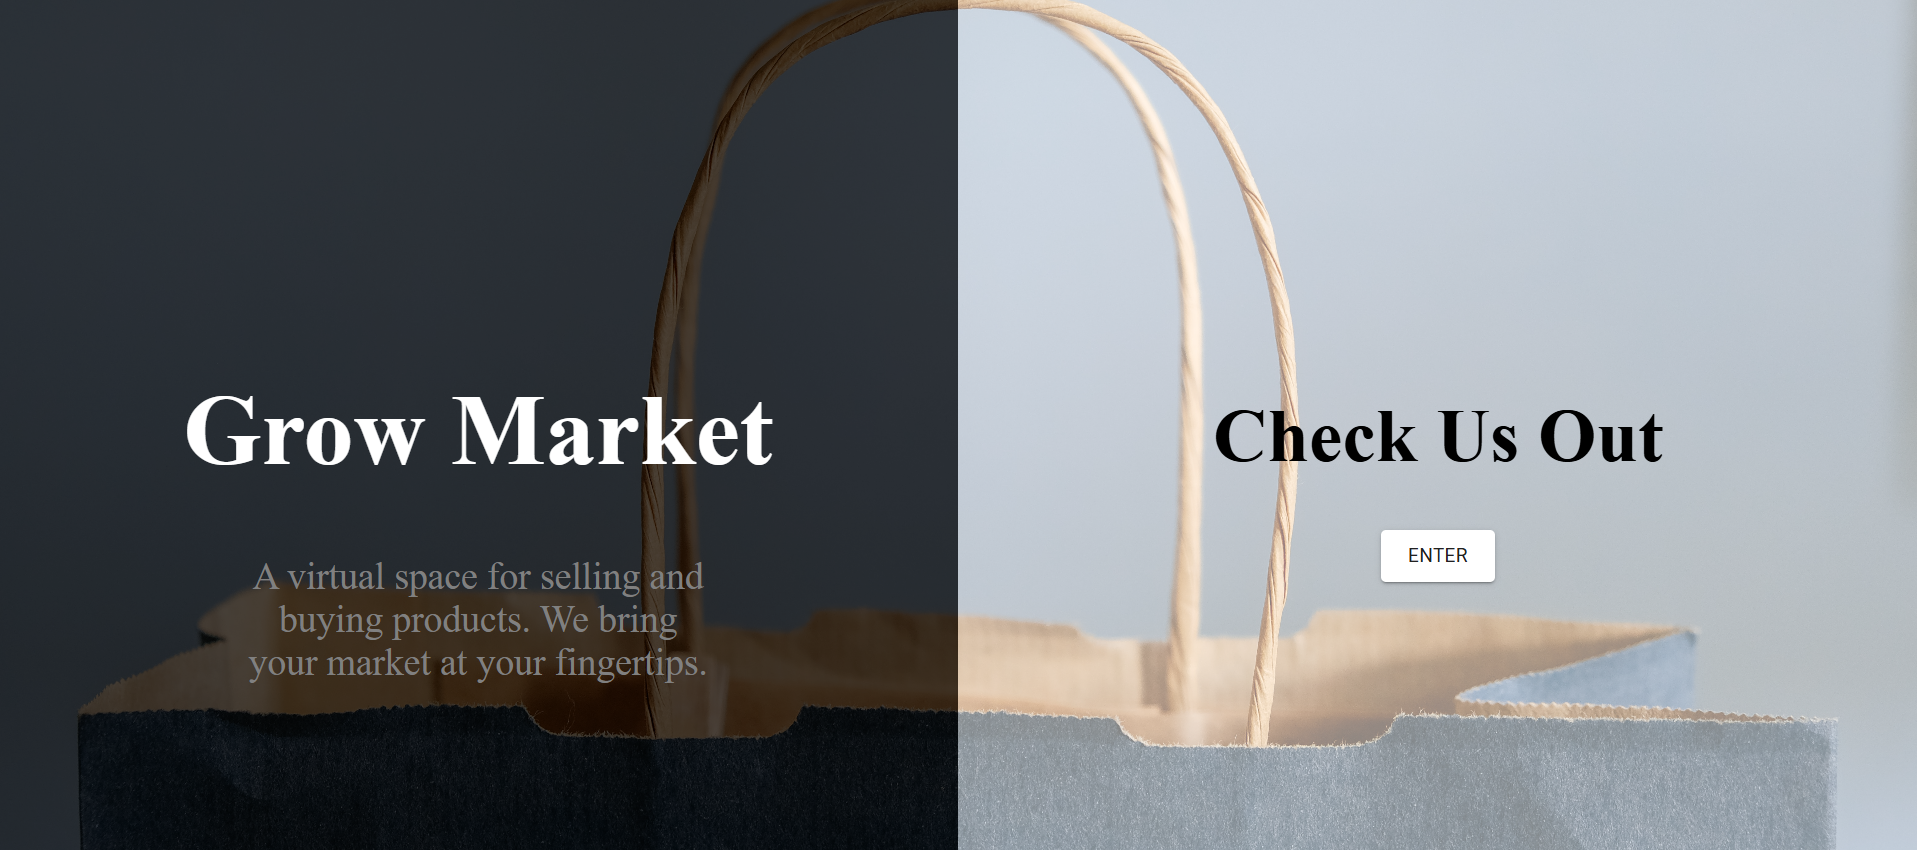 Grow Market
A virtual space for selling and
buying products. We bring
your market at your fingertips.
Check Us Out
ENTER